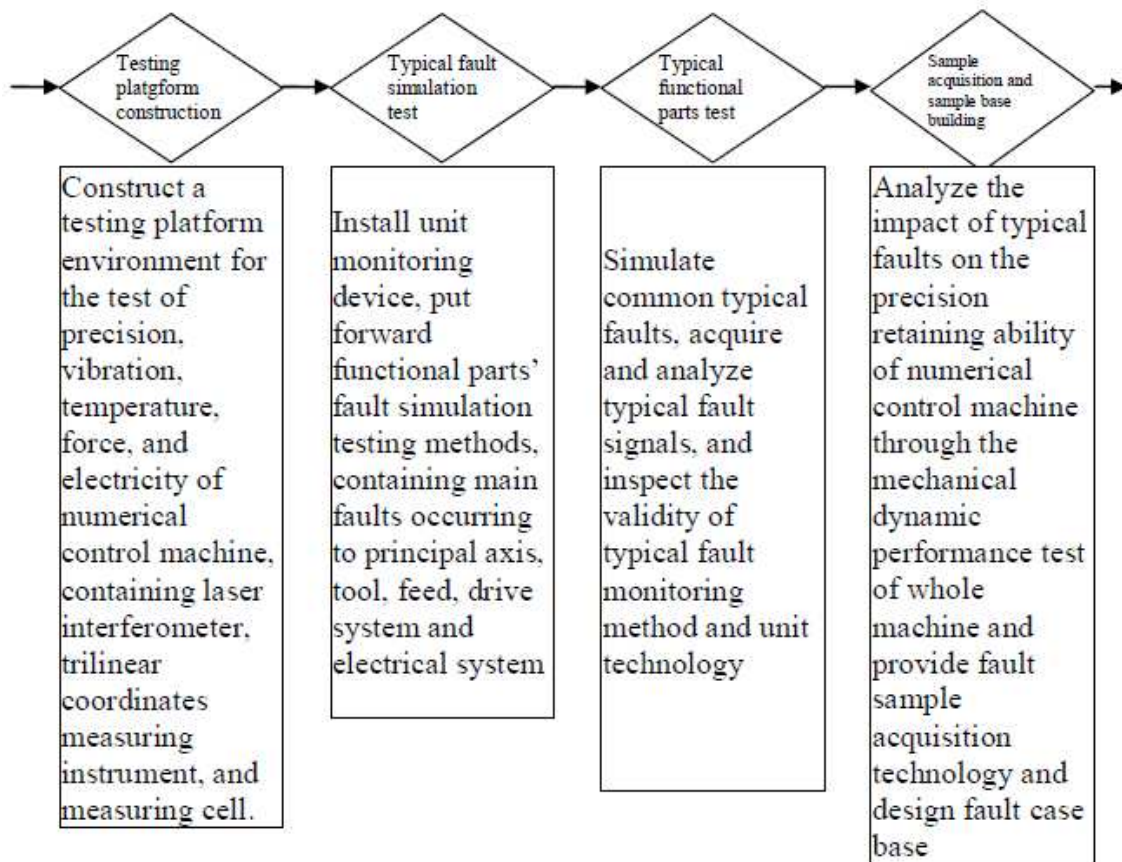 Testing
platgform
construction
Typical fault
simulation
test
Typical
functional
parts test
Sample
acquisition and
sample base
building
Construct a
testing platform
environment for
the test of
precision,
vibration,
temperature,
force, and
electricity of
numerical
control machine,
containing laser
interferometer,
trilinear
coordinates
measuring
instrument, and
measuring cell.
Install unit
monitoring
device, put
forward
functional parts’
fault simulation
testing methods,
containing main
faults occurring
to principal axis,
tool, feed, drive
system and
electrical system
Simulate
common typical
faults, acquire
and analyze
typical fault
signals, and
inspect the
validity of
typical fault
monitoring
method and unit
technology
Analyze the
impact of typical
faults on the
precision
retaining ability
of numerical
control machine
through the
mechanical
dynamic
performance test
of whole
machine and
provide fault
sample
acquisition
technology and
design fault case
base